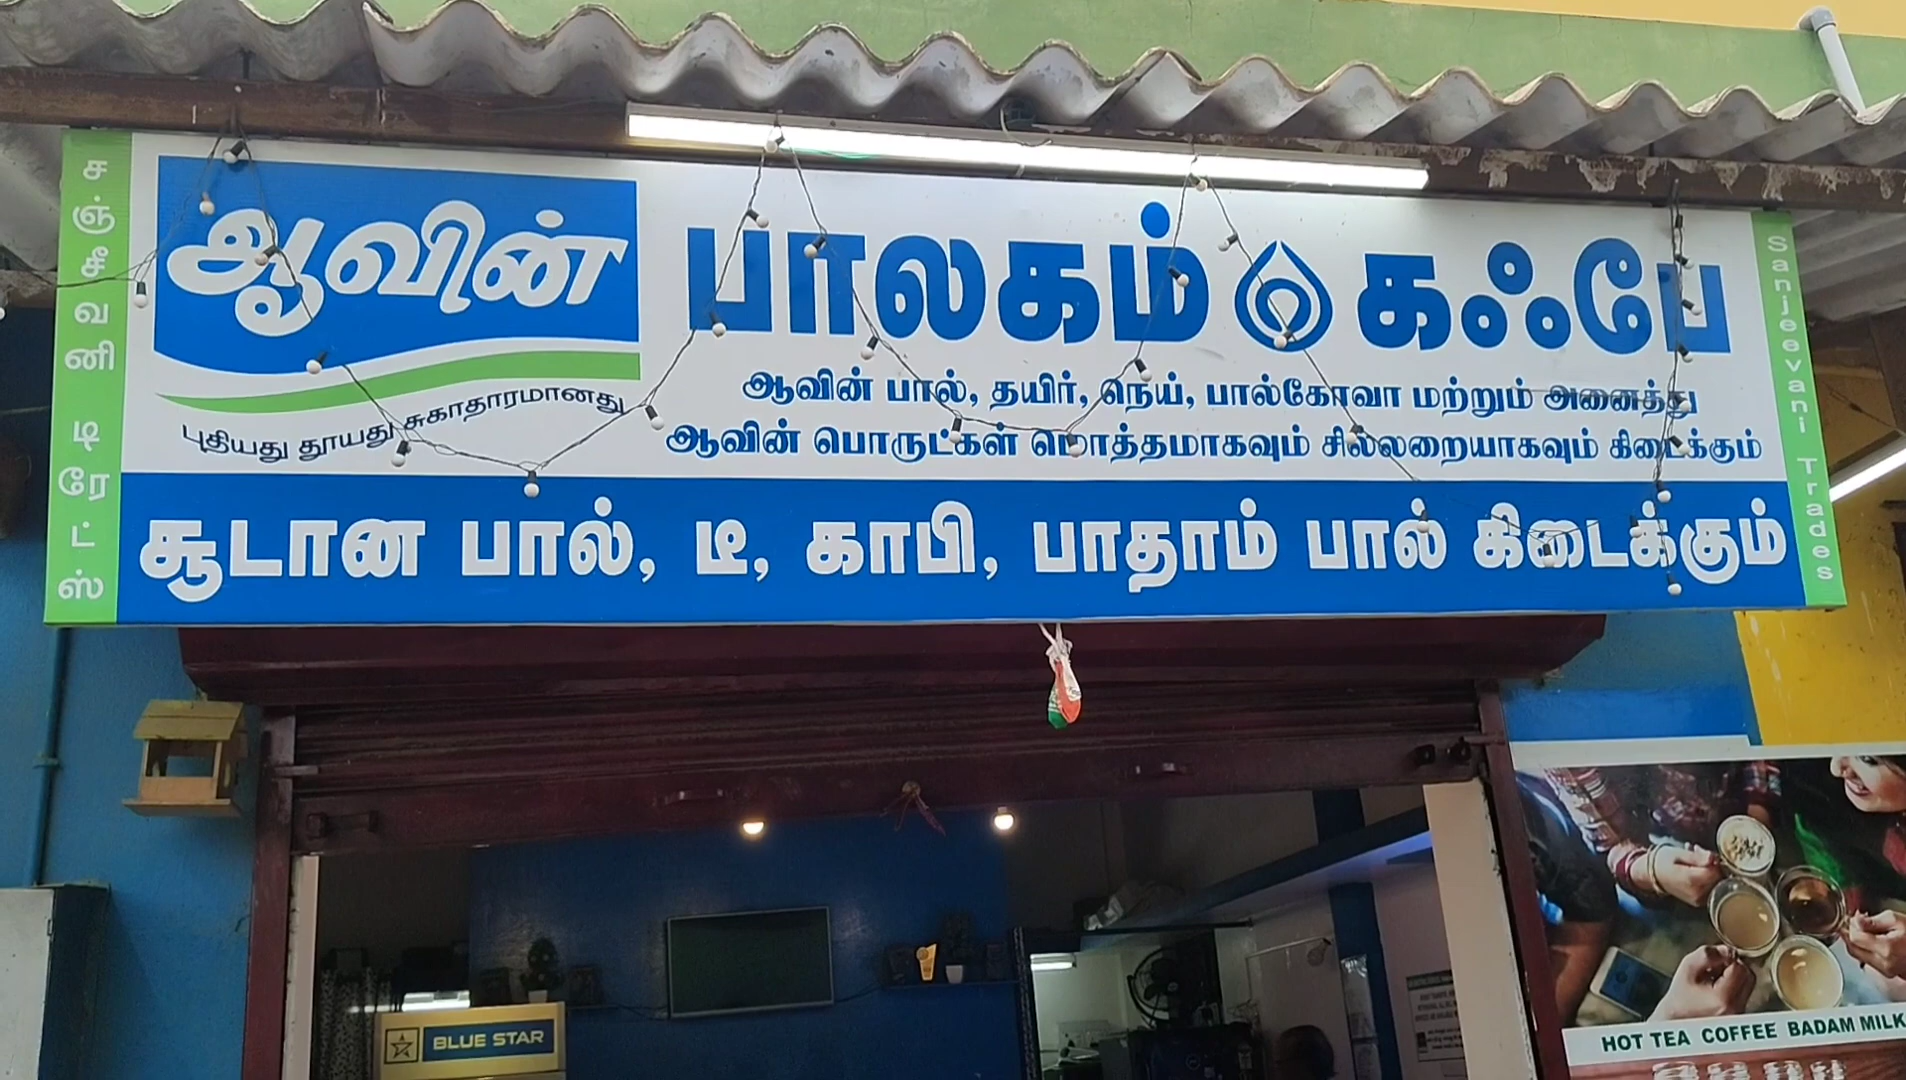 சஞ்சீவனி டிரேட்ஸ்
ஆவின்
புதியது தூயது சுகாதாரமானது
பாலகம் கஃபே
ஆவின் பால், தயிர், நெய், பால்கோவா மற்றும் அனைத்து
ஆவின் பொருட்கள் மொத்தமாகவும் சில்லறையாகவும் கிடைக்கும்
சூடான பால், டீ, காபி, பாதாம் பால் கிடைக்கும்
Sanjeevani Trades
BLUE STAR
HOT TEA COFFEE BADAM MILK